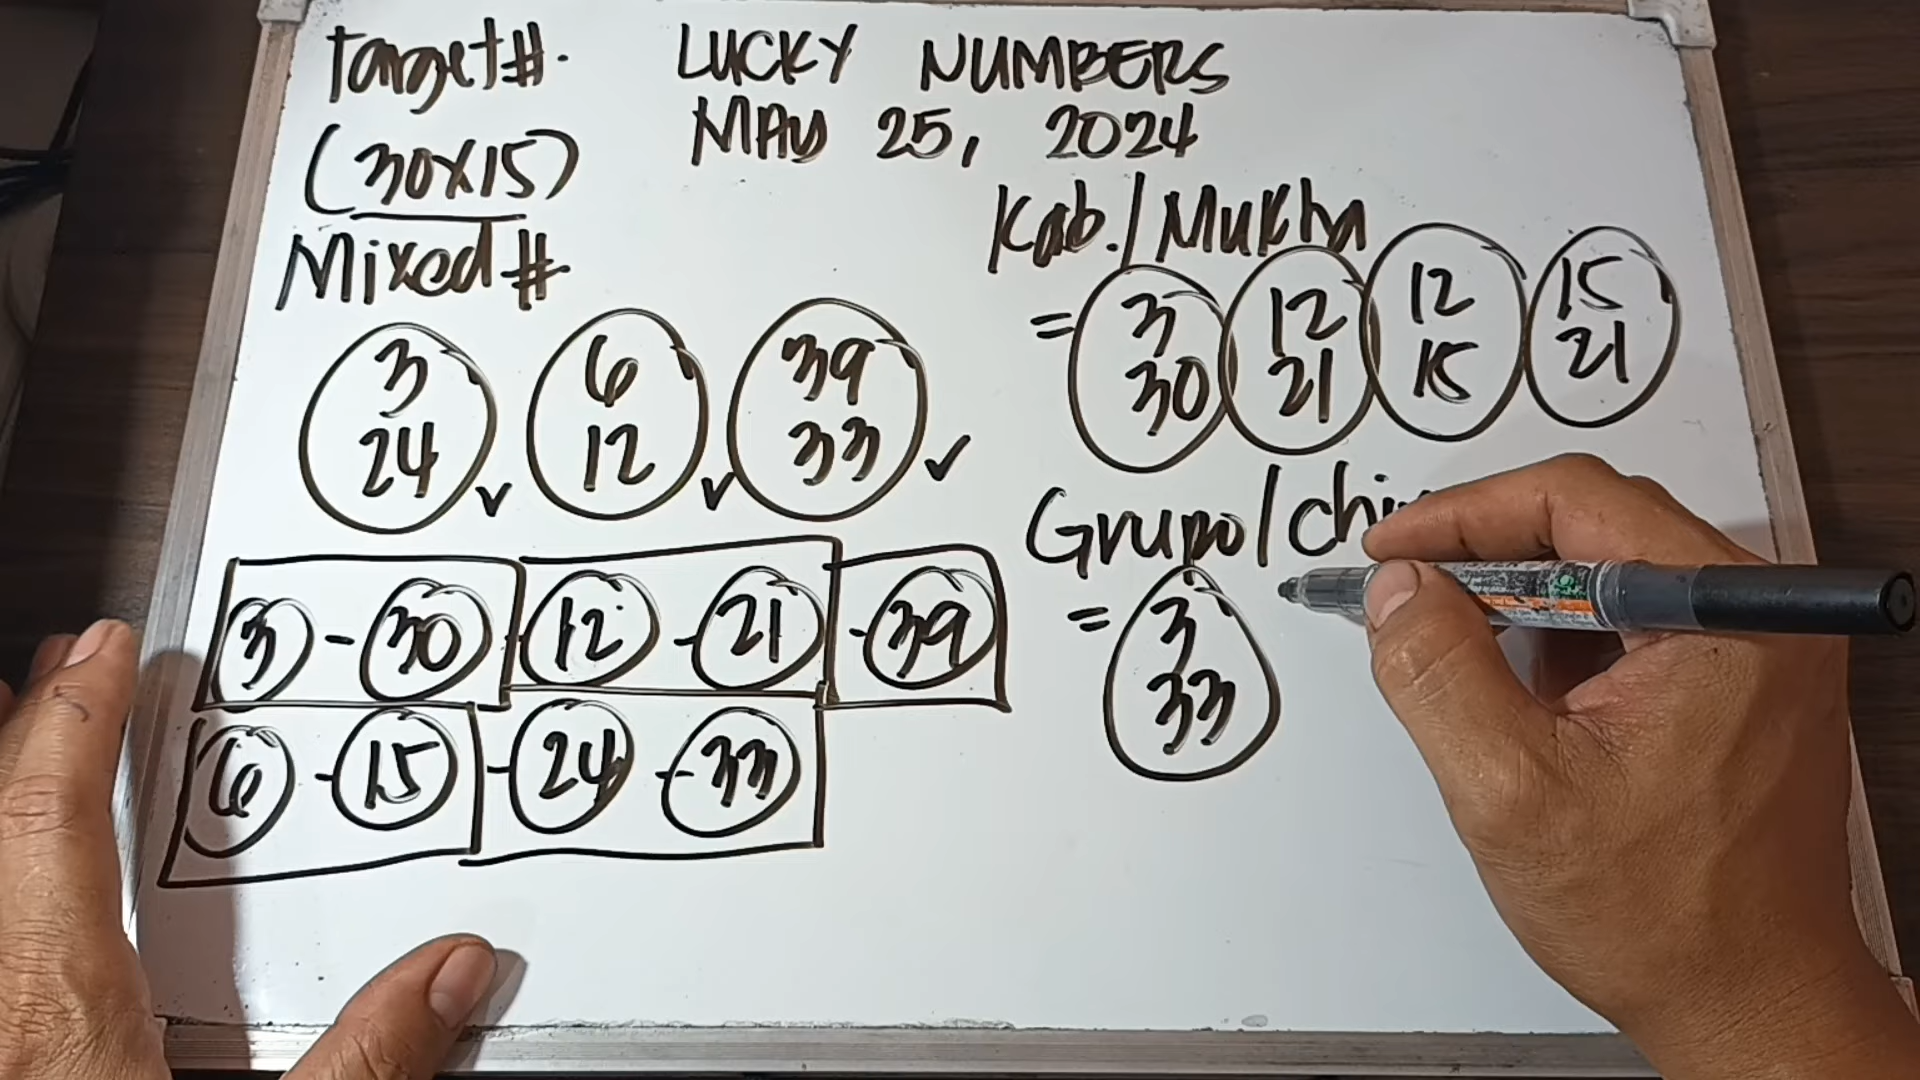 Target#.
(30X15)
Mixed #
3
24
6
12
39
33
3 - 30 - 12 - 21 - 39
6 - 15 - 24 - 33
LUCKY NUMBERS
MAY 25, 2024
Kab./Mukha
= 3
30
12
21
12
15
15
21
Grupo/
= 3
33